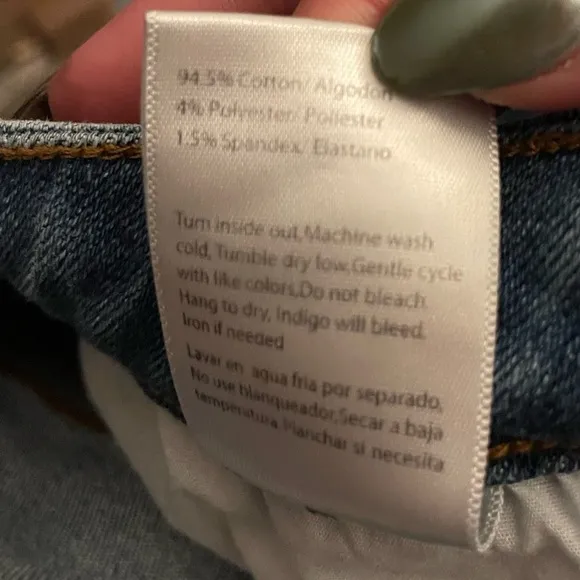 94.5% Cotton/ Algodon
4% Polyester/ Poliester
1.5% Spandex/ Elastano
Turn inside out,Machine wash
cold, Tumble dry low,Gentle cycle
with like colors,Do not bleach.
Hang to dry, Indigo will bleed.
Iron if needed
Lavar en agua fria por separado,
No use blanqueador,Secar a baja
temperatura.Planchar si necesita